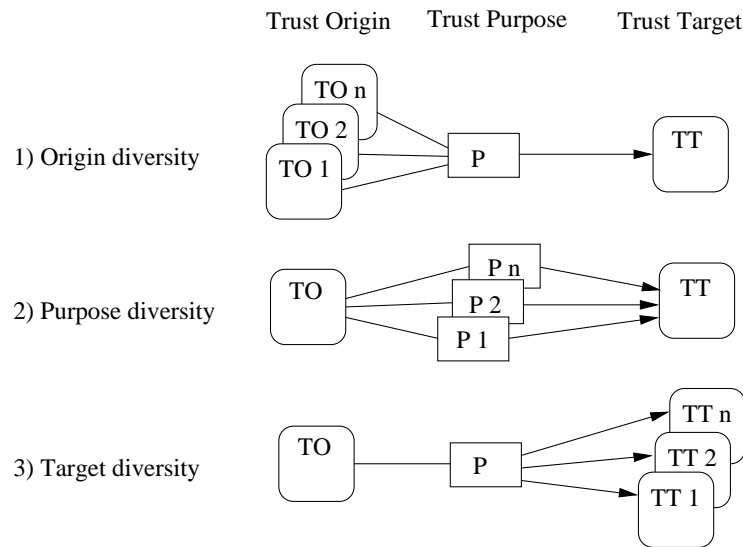 Trust Origin Trust Purpose Trust Target
TO n
TO 2
TO 1
1) Origin diversity
P
TT
P n
TO
TT
2) Purpose diversity
P 2
P 1
TT n
TO
3) Target diversity
P
TT 2
TT 1